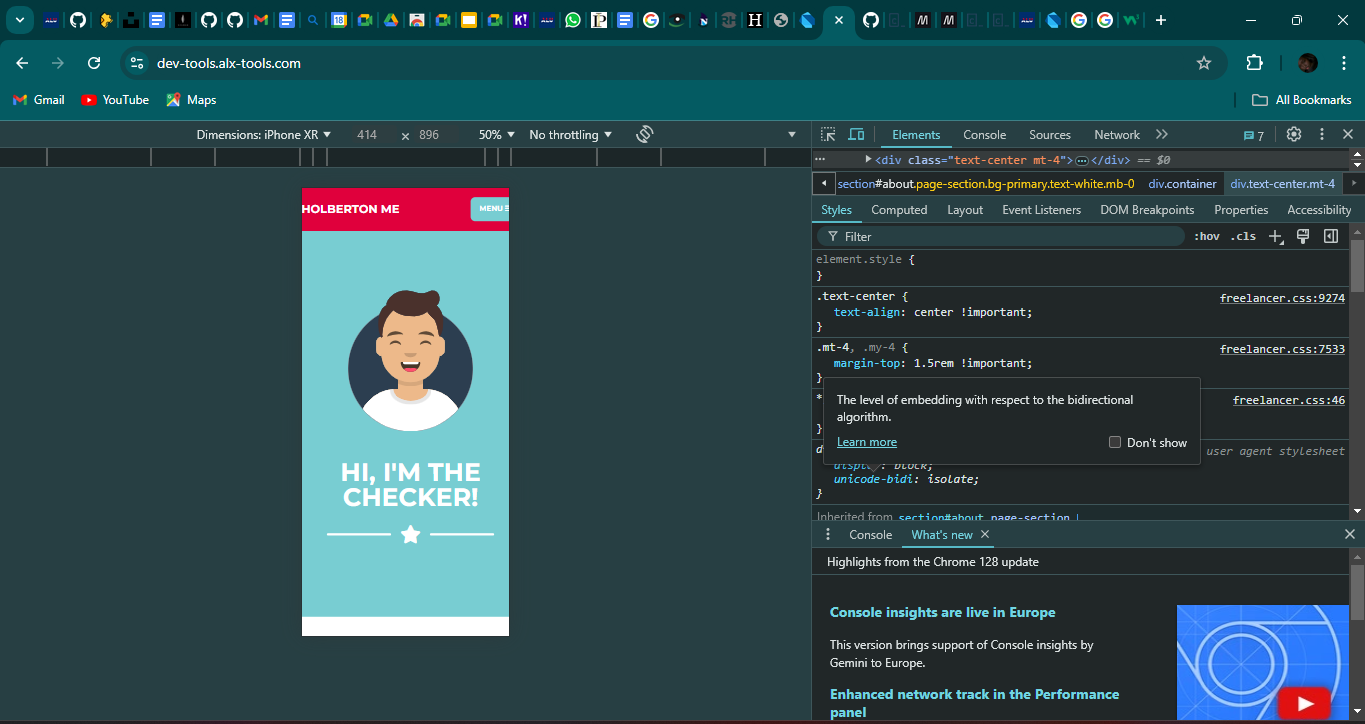 K!
18
P
H
M
M
dev-tools.alx-tools.com
Gmail
YouTube
Maps
All Bookmarks
Dimensions: iPhone XR
414
×
896
50%
No throttling
Elements
Console
Sources
Network
7
<div class="text-center mt-4">
</div> == $0
section#about.page-section.bg-primary.text-white.mb-0
div.container
div.text-center.mt-4
Styles
Computed
Layout
Event Listeners
DOM Breakpoints
Properties
Accessibility
Filter
:hov
.cls
element.style {
}
.text-center {
freelancer.css:9274
text-align: center !important;
}
.mt-4, .my-4 {
freelancer.css:7533
margin-top: 1.5rem !important;
}
*
freelancer.css:46
}
The level of embedding with respect to the bidirectional
algorithm.
Learn more
Don't show
user agent stylesheet
display: block;
unicode-bidi: isolate;
}
Inherited from section#about.page-section
HOLBERTON ME
MENU
HI, I'M THE
CHECKER!
Console
What's new
Highlights from the Chrome 128 update
Console insights are live in Europe
This version brings support of Console insights by
Gemini to Europe.
Enhanced network track in the Performance
panel